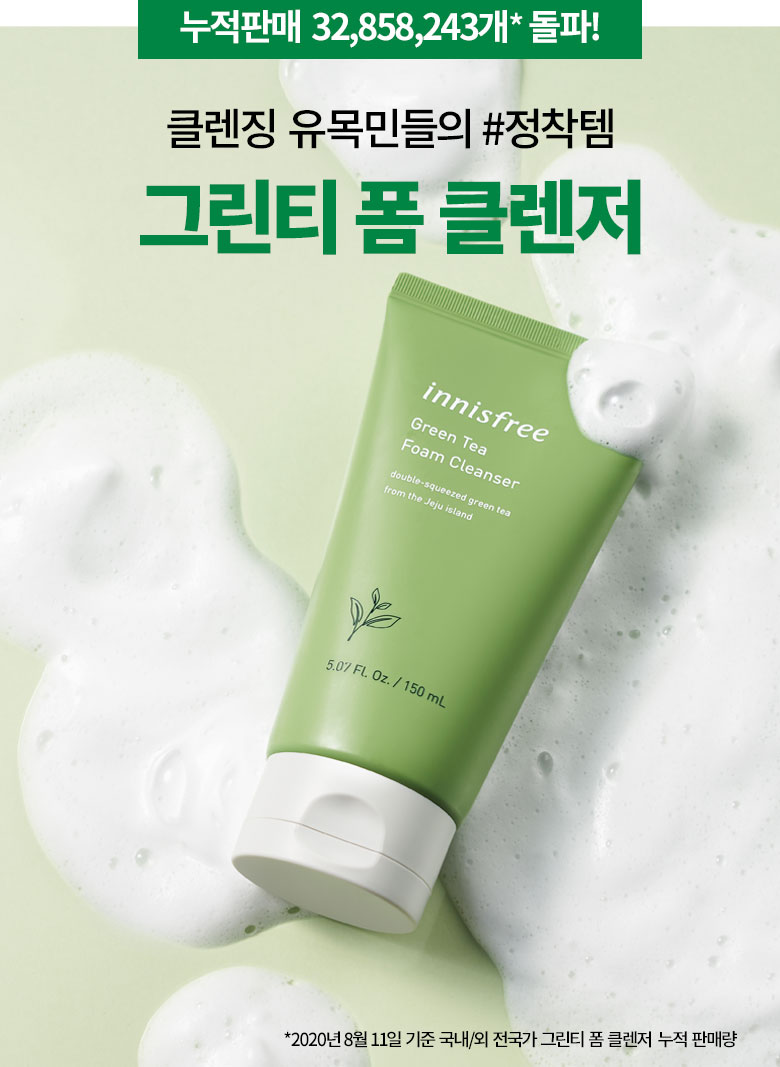 누적판매 32,858,243개* 돌파!
클렌징 유목민들의 #정착템
그린티 폼 클렌저
innisfree
Green Tea
Foam Cleanser
double-squeezed green tea
from the Jeju island
5.07 Fl. Oz. / 150 mL
*2020년 8월 11일 기준 국내/외 전국가 그린티 폼 클렌저 누적 판매량